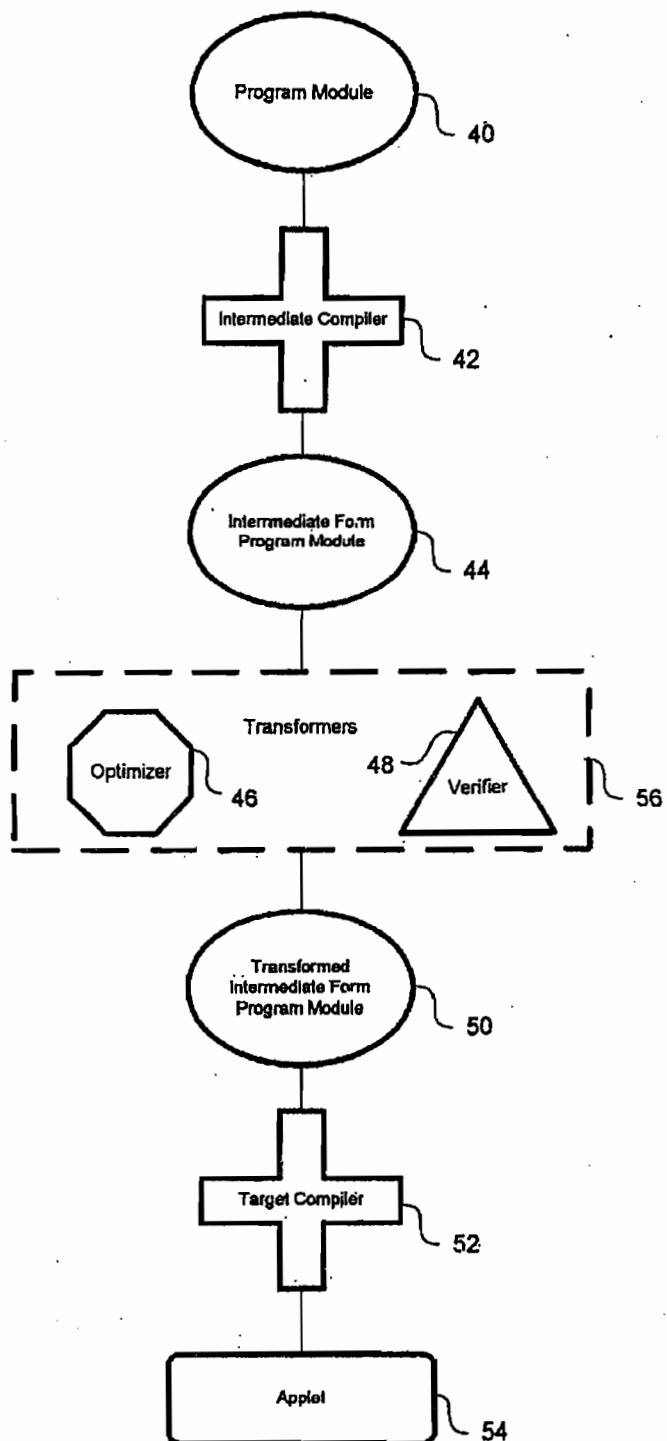 Program Module
40
Intermediate Compiler
42
Intermediate Form
Program Module
44
Transformers
Optimizer
46
48
Verifier
56
Transformed
Intermediate Form
Program Module
50
Target Compiler
52
Applet
54